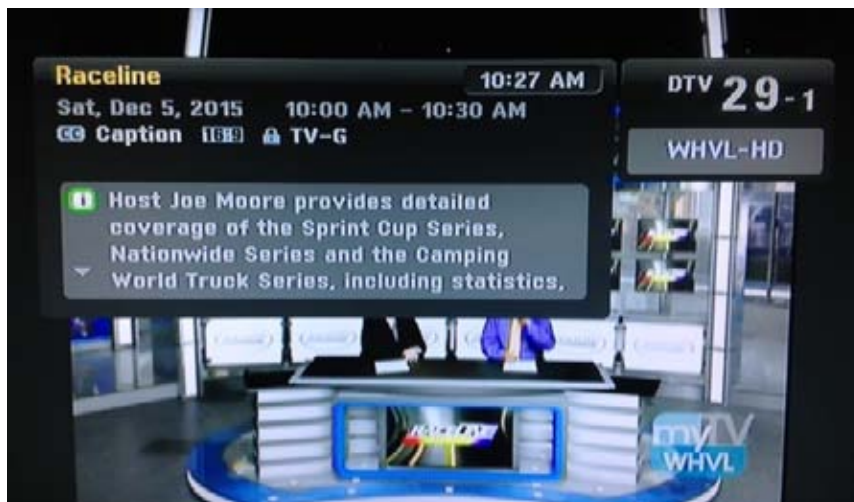 Raceline
10:27 AM
Sat, Dec 5, 2015 10:00 AM – 10:30 AM
CC Caption 16:9 TV-G
i Host Joe Moore provides detailed
coverage of the Sprint Cup Series,
Nationwide Series and the Camping
World Truck Series, including statistics,
DTV 29-1
WHVL-HD
RACELINE
myTV
WHVL